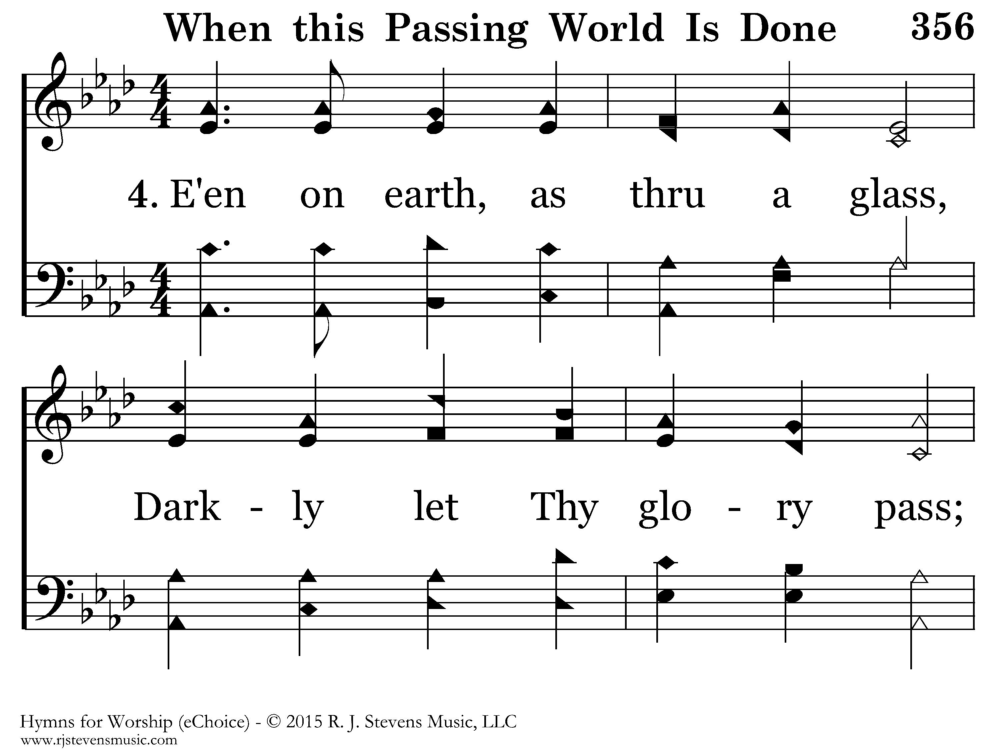 When this Passing World Is Done 356
4. E'en on earth, as thru a glass,
Dark - ly let Thy glo - ry pass;
Hymns for Worship (eChoice) - © 2015 R. J. Stevens Music, LLC
www.rjstevensmusic.com